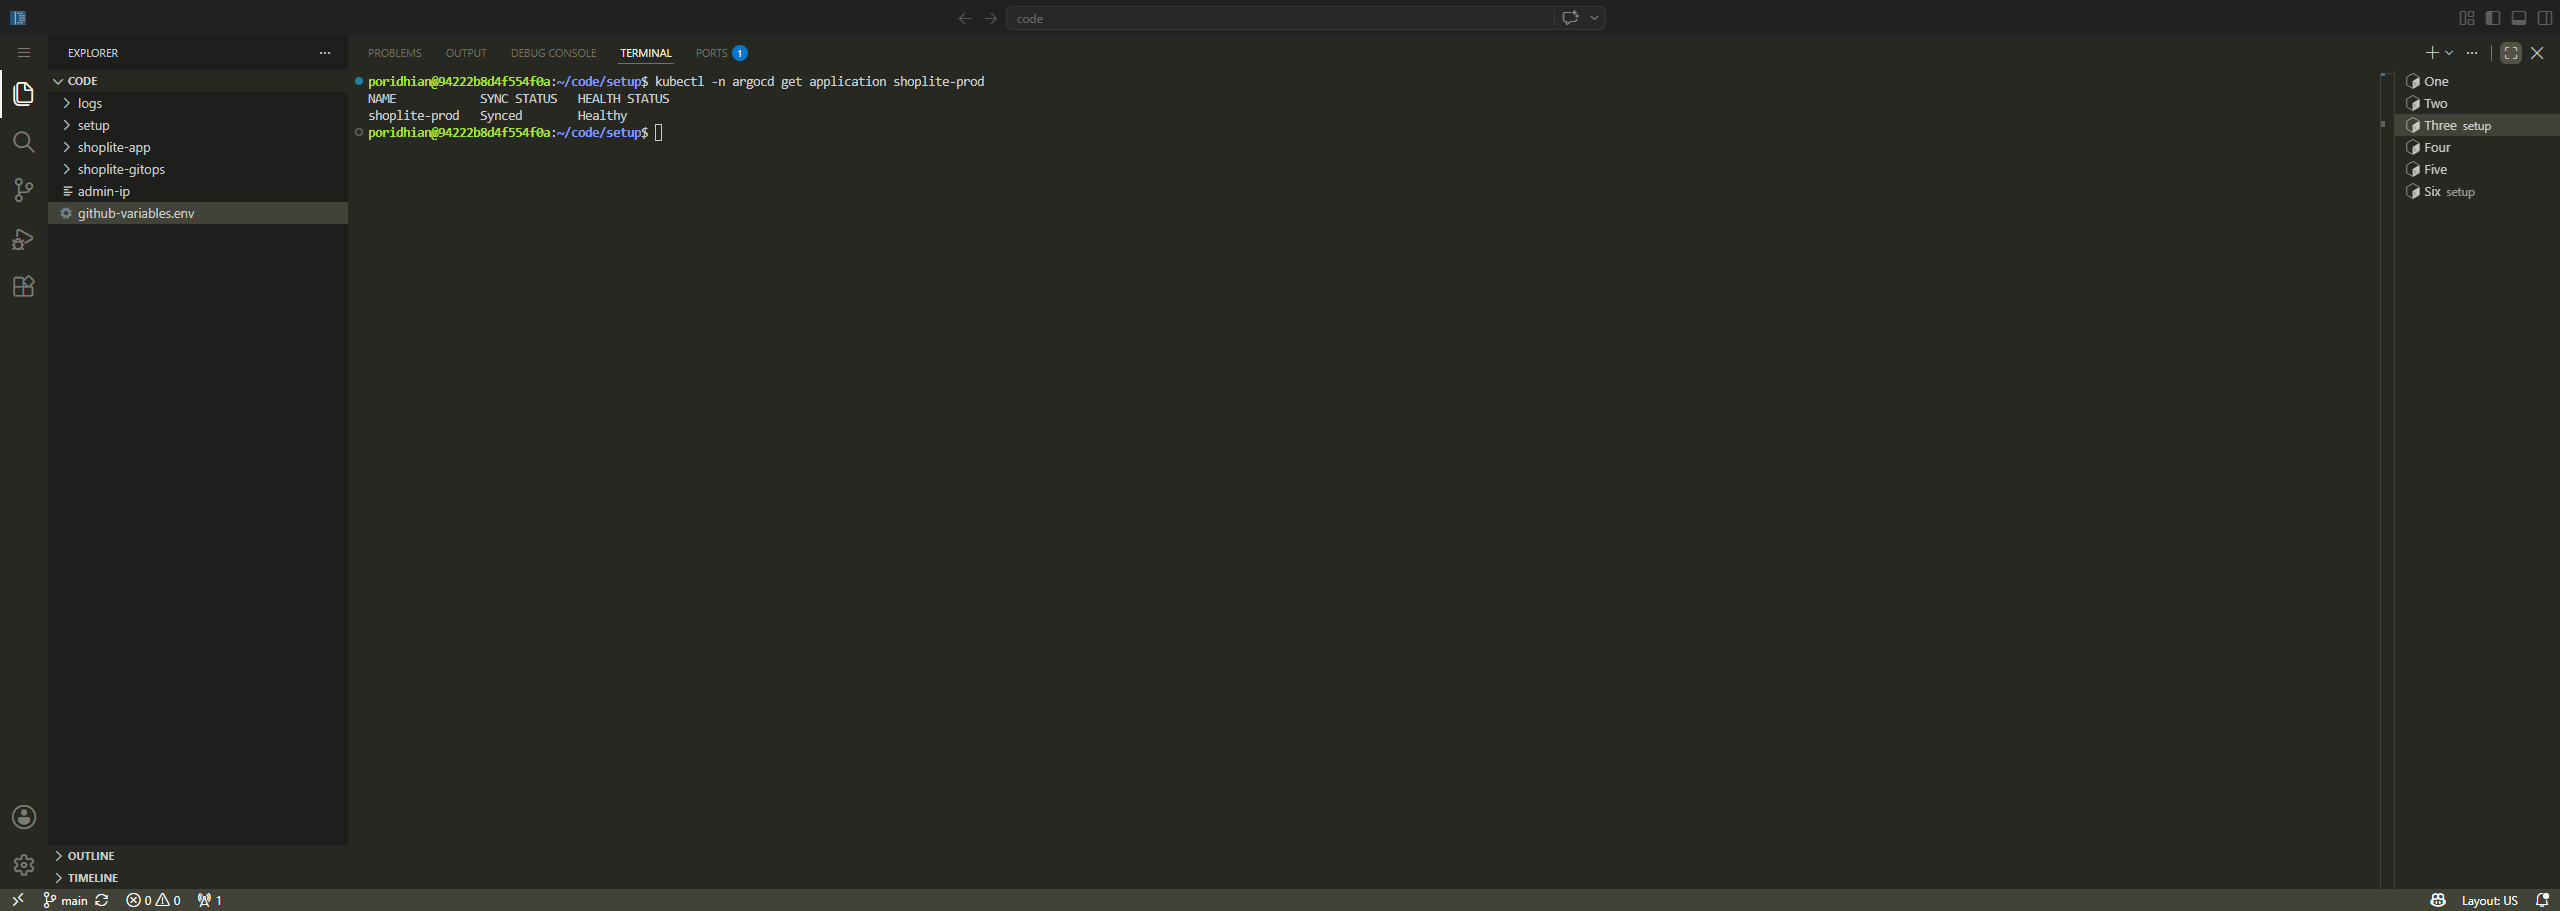 code
EXPLORER
PROBLEMS OUTPUT DEBUG CONSOLE TERMINAL PORTS 1
CODE
logs
setup
shoplite-app
shoplite-gitops
admin-ip
github-variables.env
poridhian@94222b8d4f554f0a:~/code/setup$ kubectl -n argocd get application shoplite-prod
NAME SYNC STATUS HEALTH STATUS
shoplite-prod Synced Healthy
poridhian@94222b8d4f554f0a:~/code/setup$
One
Two
Three setup
Four
Five
Six setup
OUTLINE
TIMELINE
main 0 0 1 Layout: US